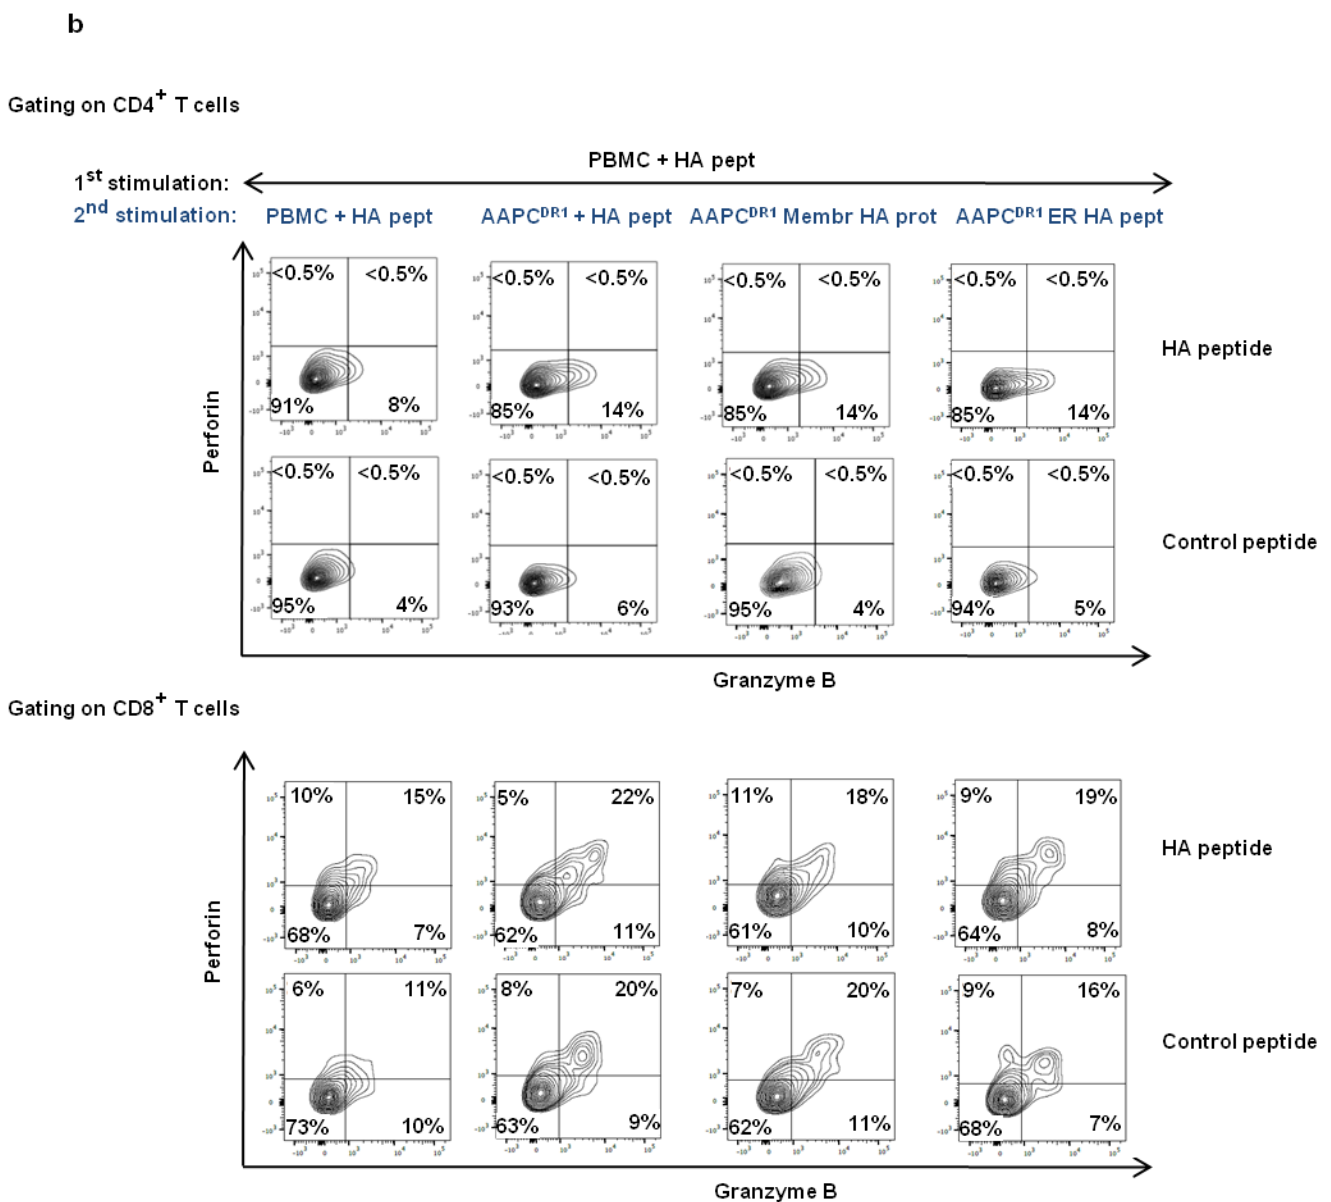 b
Gating on CD4+ T cells
PBMC + HA pept
1st stimulation:
2nd stimulation: PBMC + HA pept AAPCDR1 + HA pept AAPCDR1 Membr HA prot AAPCDR1 ER HA pept
<0.5% <0.5% <0.5% <0.5% <0.5% <0.5% <0.5% <0.5%
HA peptide
91% 8% 85% 14% 85% 14% 85% 14%
<0.5% <0.5% <0.5% <0.5% <0.5% <0.5% <0.5% <0.5%
Control peptide
95% 4% 93% 6% 95% 4% 94% 5%
Perforin
Granzyme B
Gating on CD8+ T cells
10% 15% 5% 22% 11% 18% 9% 19%
HA peptide
68% 7% 62% 11% 61% 10% 64% 8%
6% 11% 8% 20% 7% 20% 9% 16%
Control peptide
73% 10% 63% 9% 62% 11% 68% 7%
Perforin
Granzyme B